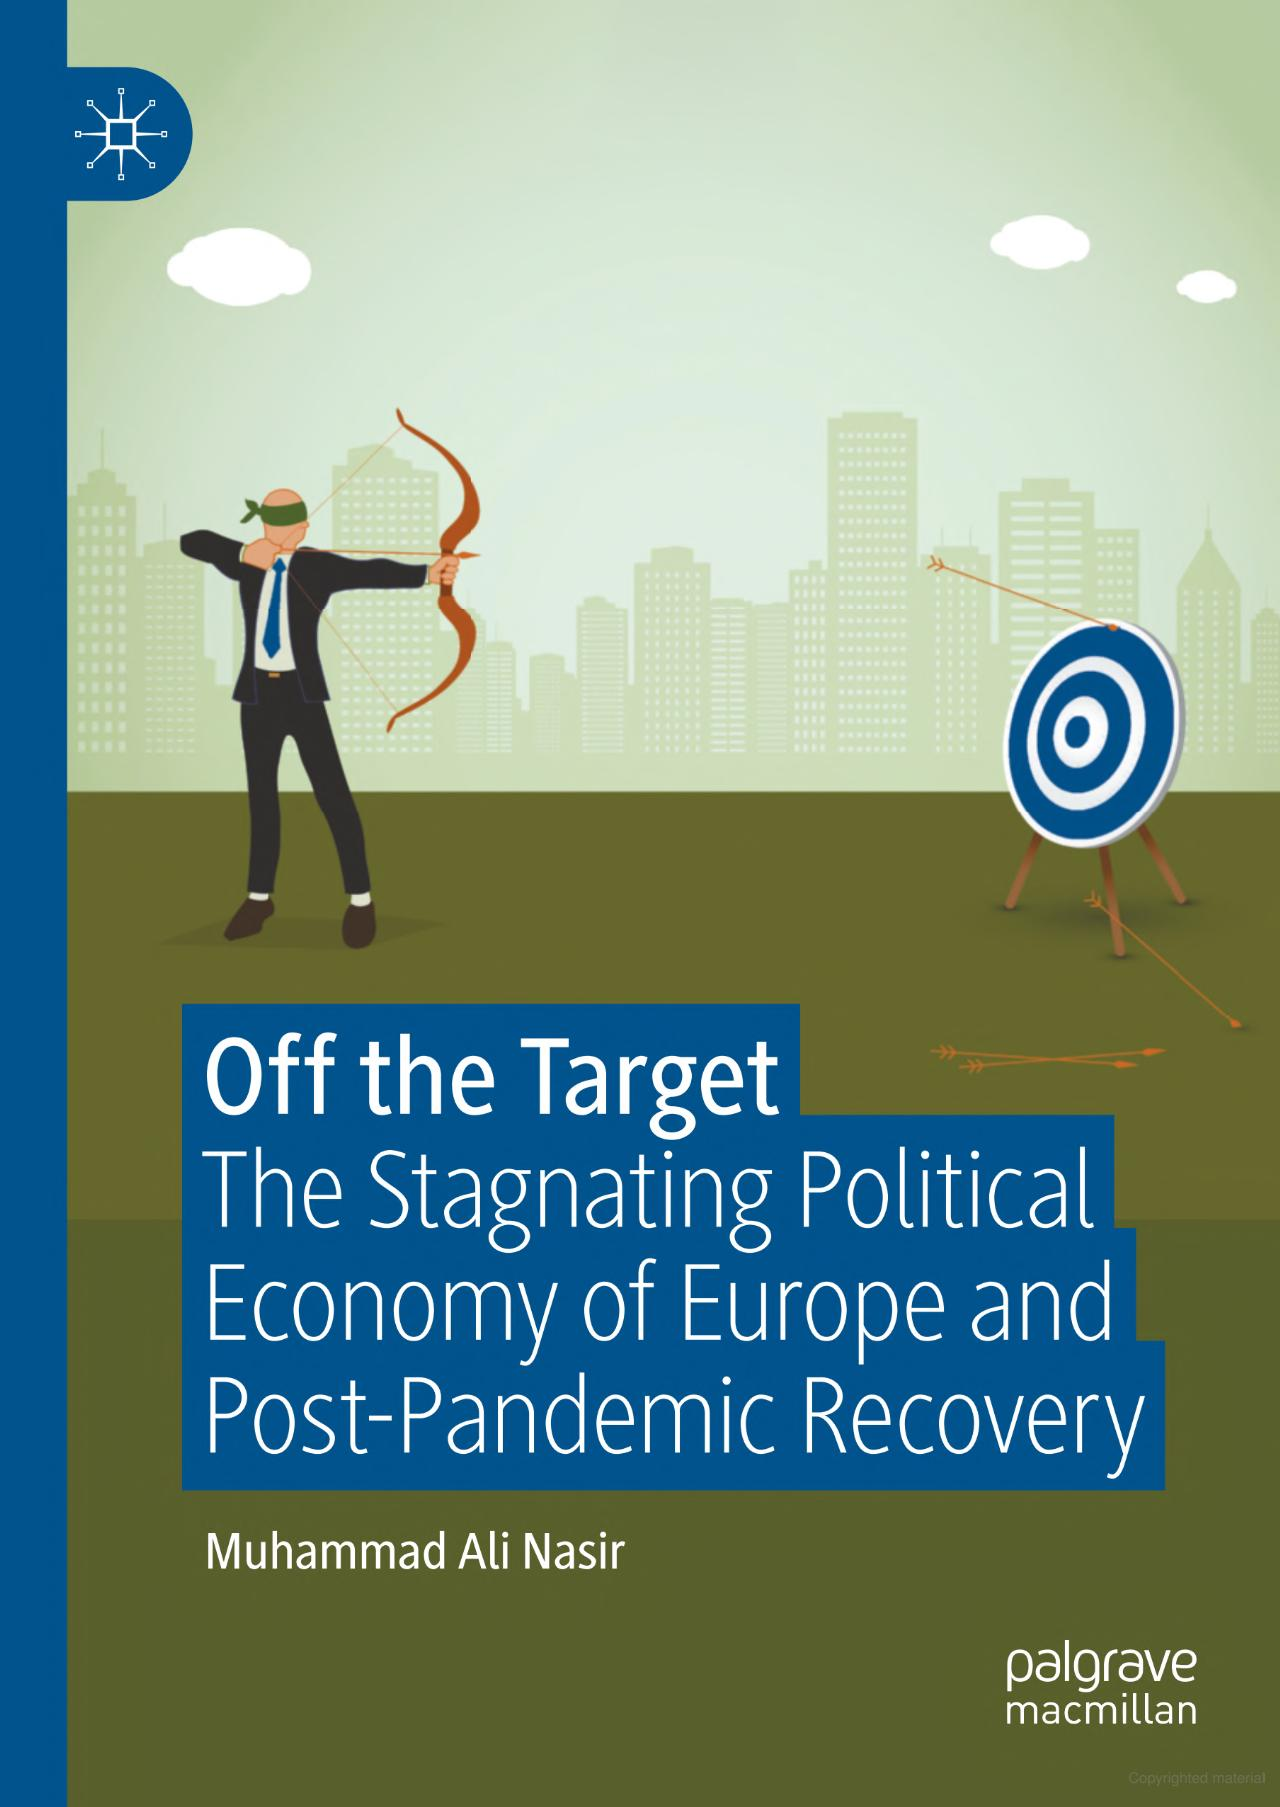 Off the Target
The Stagnating Political
Economy of Europe and
Post-Pandemic Recovery
Muhammad Ali Nasir
palgrave
macmillan
Copyrighted material